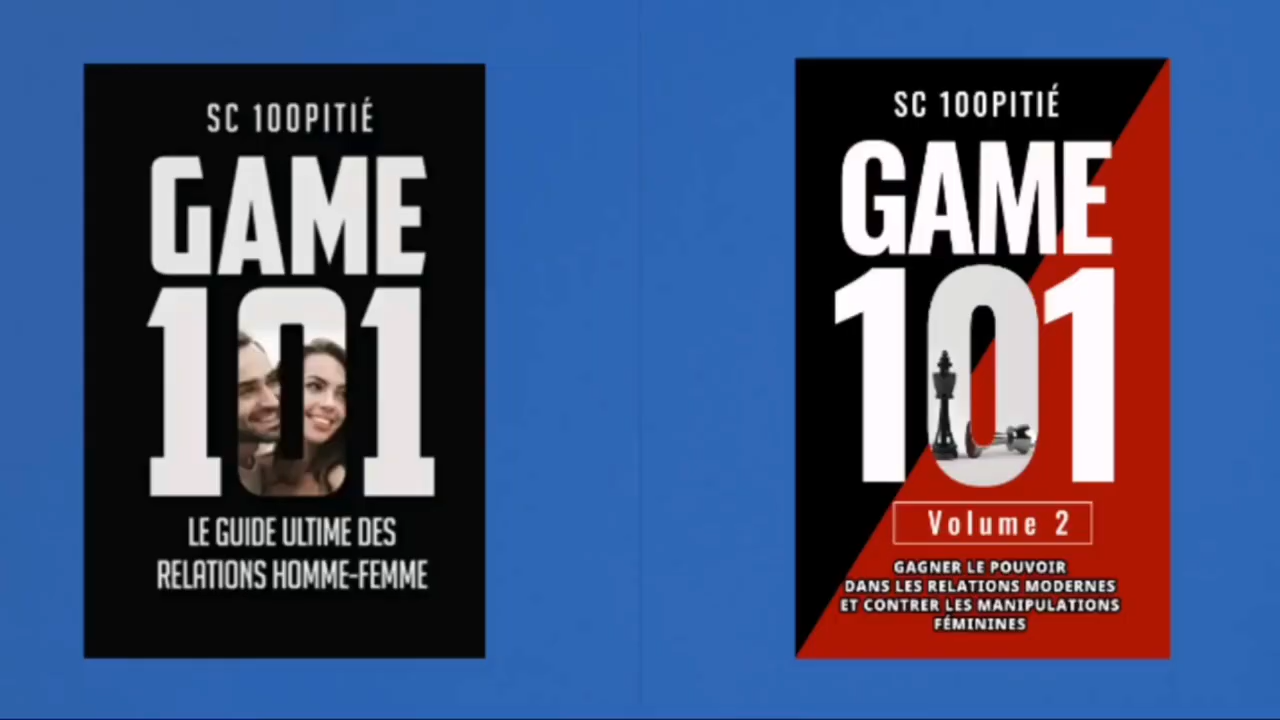 SC 100PITIÉ
GAME
101
LE GUIDE ULTIME DES
RELATIONS HOMME-FEMME
SC 100PITIÉ
GAME
101
Volume 2
GAGNER LE POUVOIR
DANS LES RELATIONS MODERNES
ET CONTRER LES MANIPULATIONS
FÉMININES